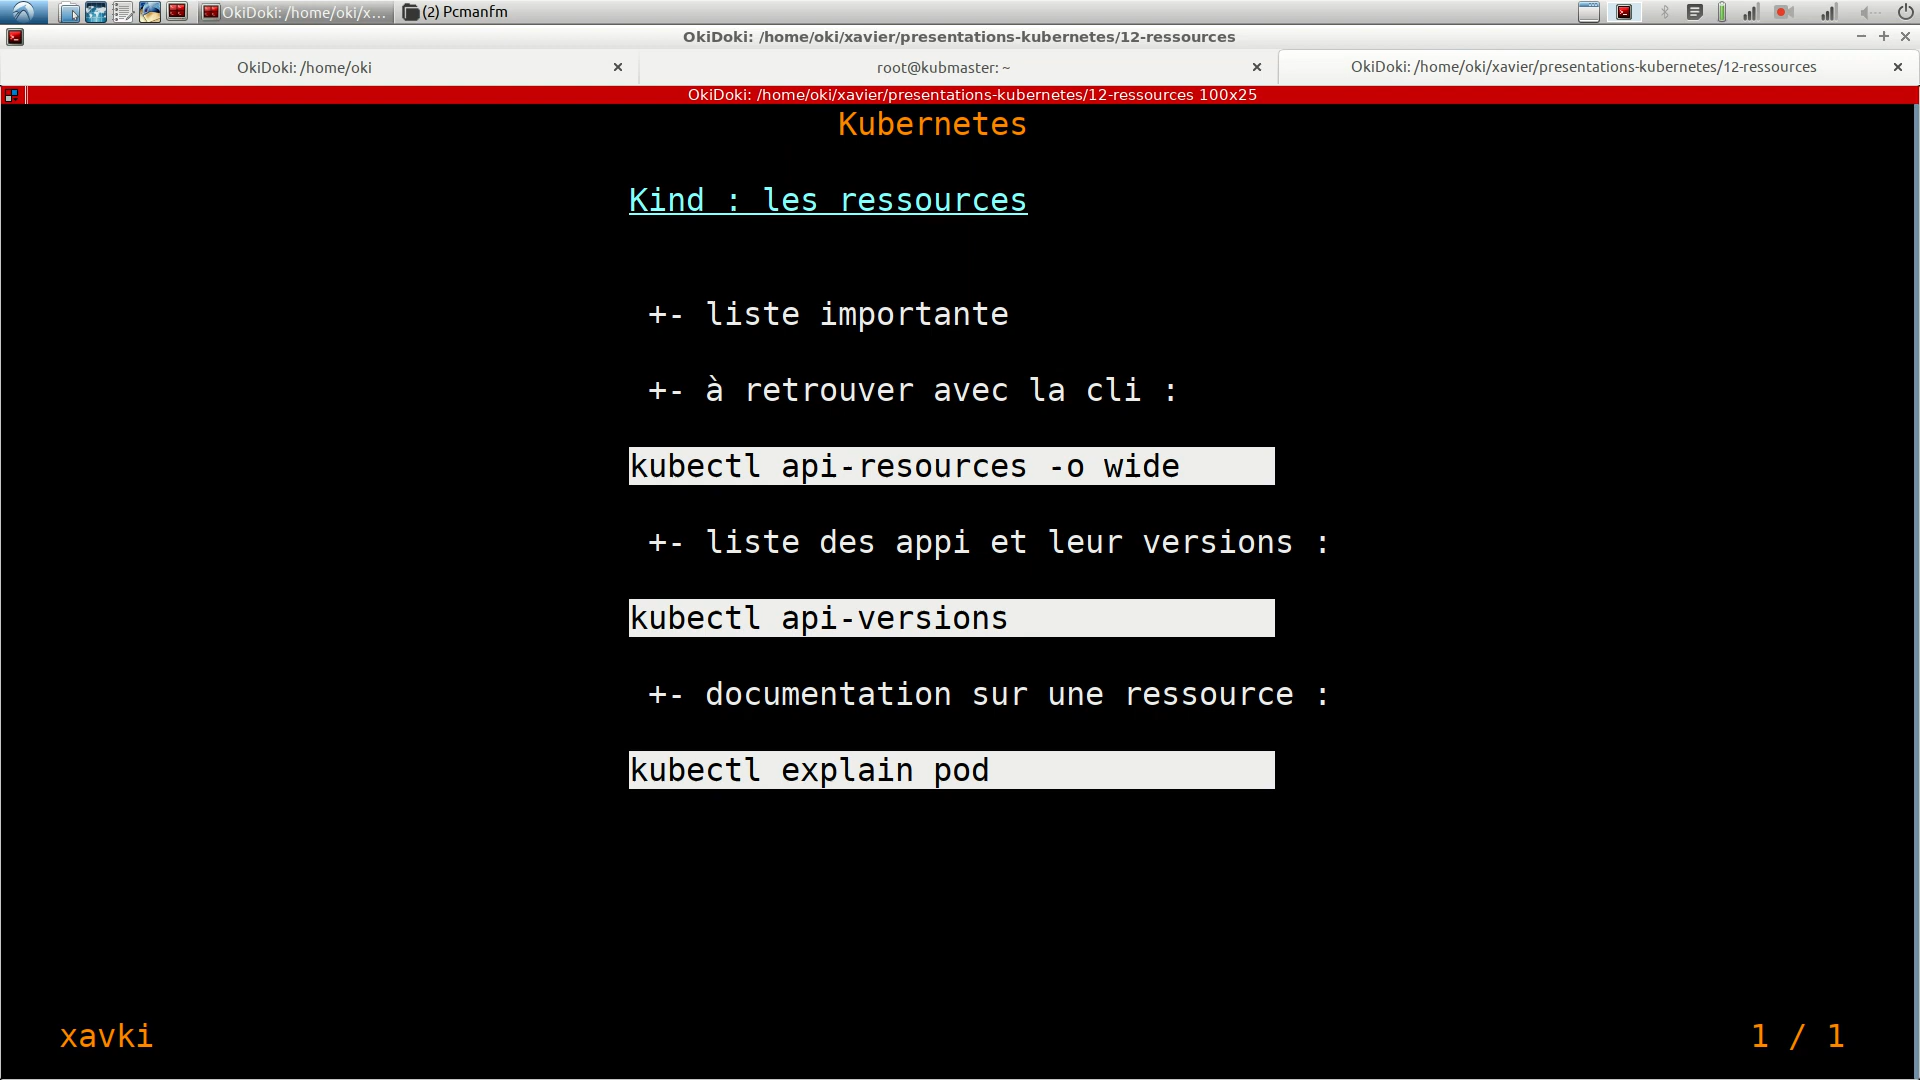 OkiDoki: /home/oki/x...
(2) Pcmanfm
OkiDoki: /home/oki/xavier/presentations-kubernetes/12-ressources
OkiDoki: /home/oki
root@kubmaster: ~
OkiDoki: /home/oki/xavier/presentations-kubernetes/12-ressources
OkiDoki: /home/oki/xavier/presentations-kubernetes/12-ressources 100x25
Kubernetes
Kind : les ressources
+- liste importante
+- à retrouver avec la cli :
kubectl api-resources -o wide
+- liste des appi et leur versions :
kubectl api-versions
+- documentation sur une ressource :
kubectl explain pod
xavki
1 / 1